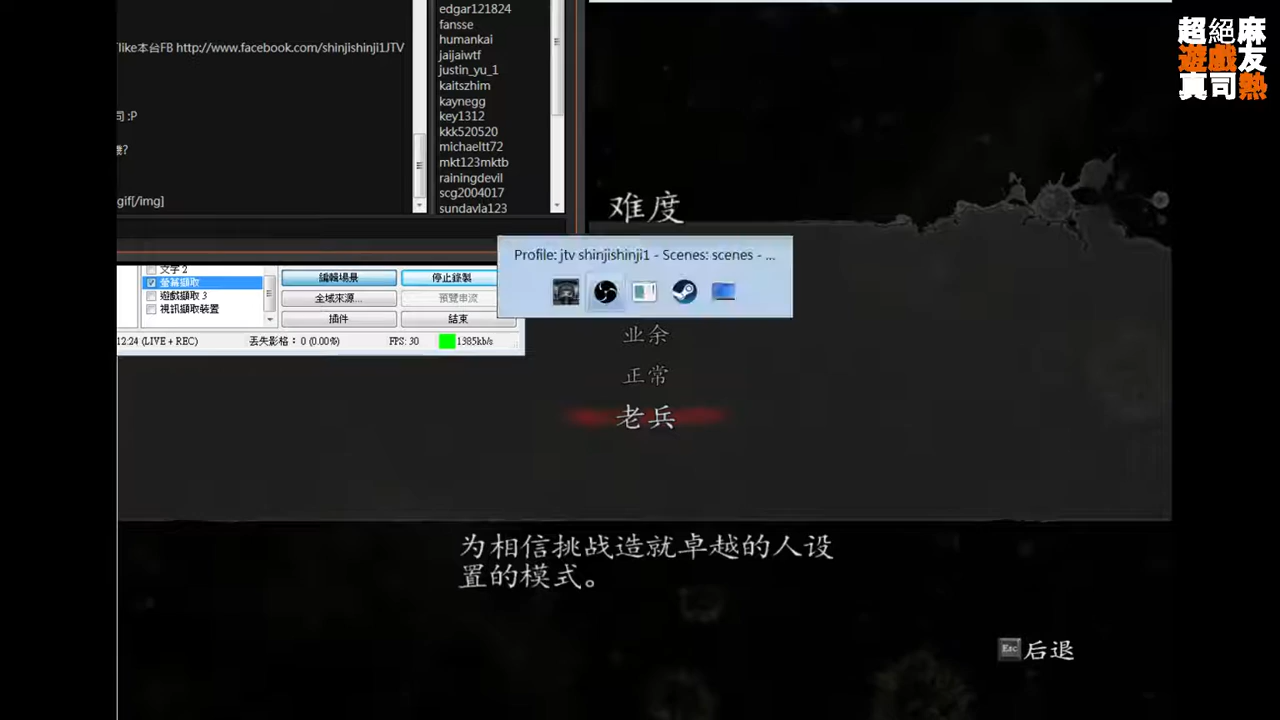 like本台FB http://www.facebook.com/shinjishinji1JTV
司 :P
?
gif[/img]
edgar121824
fansse
humankai
jaijaiwtf
justin_yu_1
kaitszhim
kaynegg
key1312
kkk520520
michaeltt72
mkt123mktb
rainingdevil
scg2004017
sundayla123
超絕麻
遊戲友
真司熱
难度
Profile: jtv shinjishinji1 - Scenes: scenes - ...
文字 2
螢幕擷取
遊戲擷取 3
視訊擷取裝置
編輯場景
停止錄製
全域來源...
預覽串流
插件
結束
12:24 (LIVE + REC)
丟失影格： 0 (0.00%)
FPS: 30
1385kb/s
业余
正常
老兵
为相信挑战造就卓越的人设
置的模式。
Esc 后退